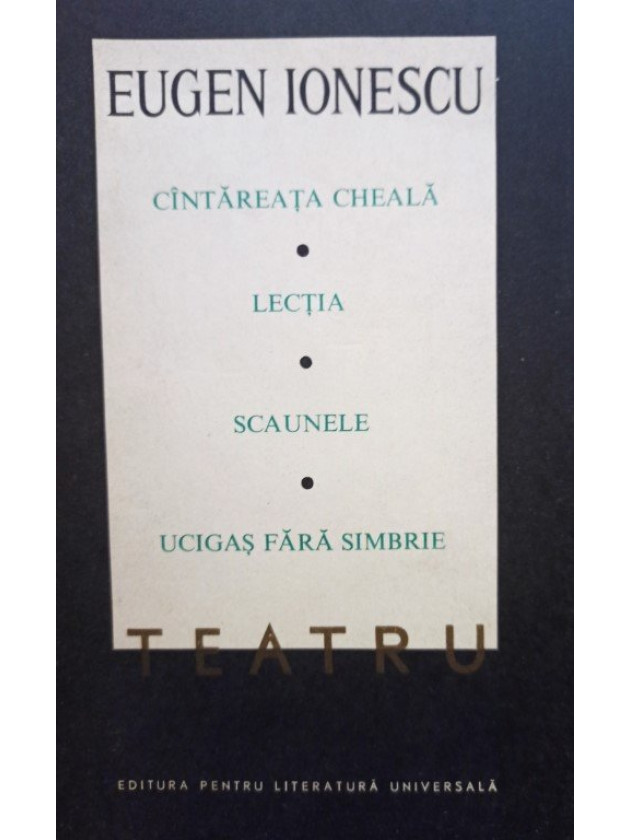 EUGEN IONESCU
CÎNTĂREAȚA CHEALĂ
LECȚIA
SCAUNELE
UCIGAȘ FĂRĂ SIMBRIE
TEATRU
EDITURA PENTRU LITERATURĂ UNIVERSALĂ